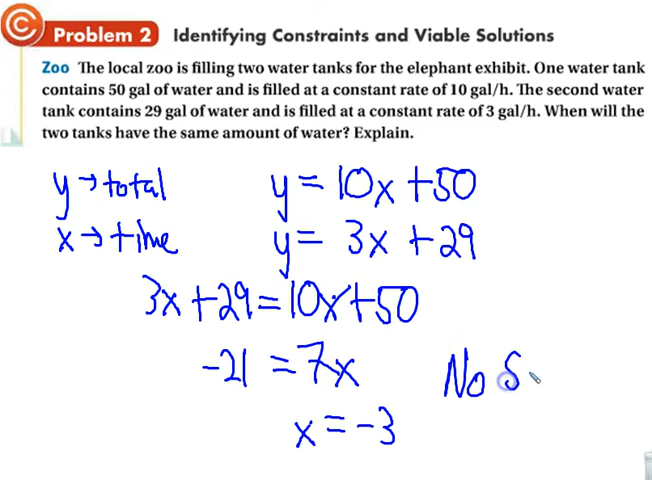 C Problem 2 Identifying Constraints and Viable Solutions
Zoo The local zoo is filling two water tanks for the elephant exhibit. One water tank
contains 50 gal of water and is filled at a constant rate of 10 gal/h. The second water
tank contains 29 gal of water and is filled at a constant rate of 3 gal/h. When will the
two tanks have the same amount of water? Explain.
y → total y = 10x + 50
x → time y = 3x + 29
3x + 29 = 10x + 50
-21 = 7x No S
x = -3